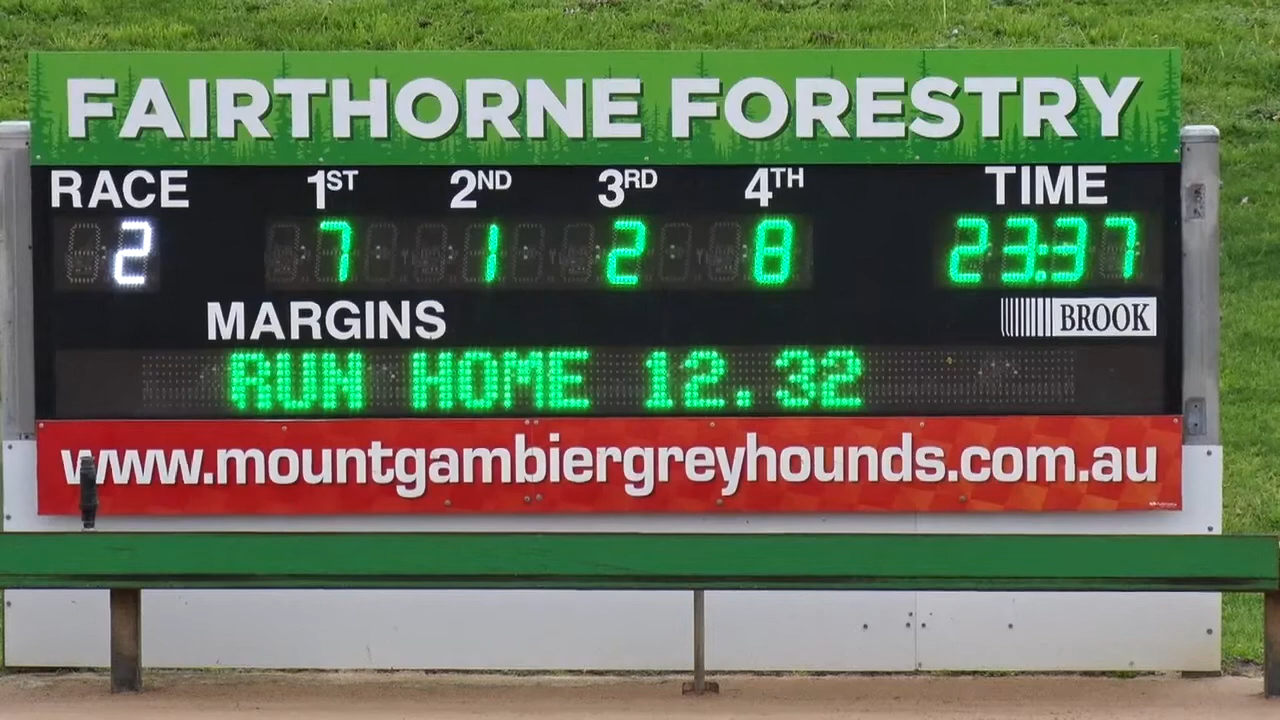 FAIRTHORNE FORESTRY
RACE 1ST 2ND 3RD 4TH TIME
2 7 1 2 8 23:37
MARGINS
BROOK
RUN HOME 12.32
www.mountgambiergreyhounds.com.au